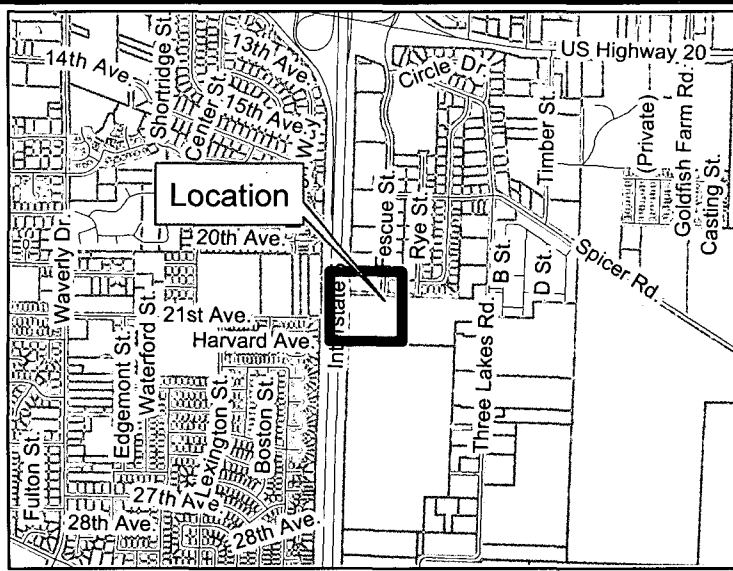 US Highway 20
13th Ave.
14th Ave.
Shortridge St.
Center St.
15th Ave.
Circle Dr.
Timber St.
(Private)
Goldfish Farm Rd.
Casting St.
Location
Fescue St.
Rye St.
Waverly Dr.
20th Ave.
B St.
D St.
Spicer Rd.
Interstate
21st Ave.
Harvard Ave.
Edgemont St.
Waterford St.
Three Lakes Rd.
Lexington St.
Boston St.
Fulton St.
27th Ave.
28th Ave.
28th Ave.